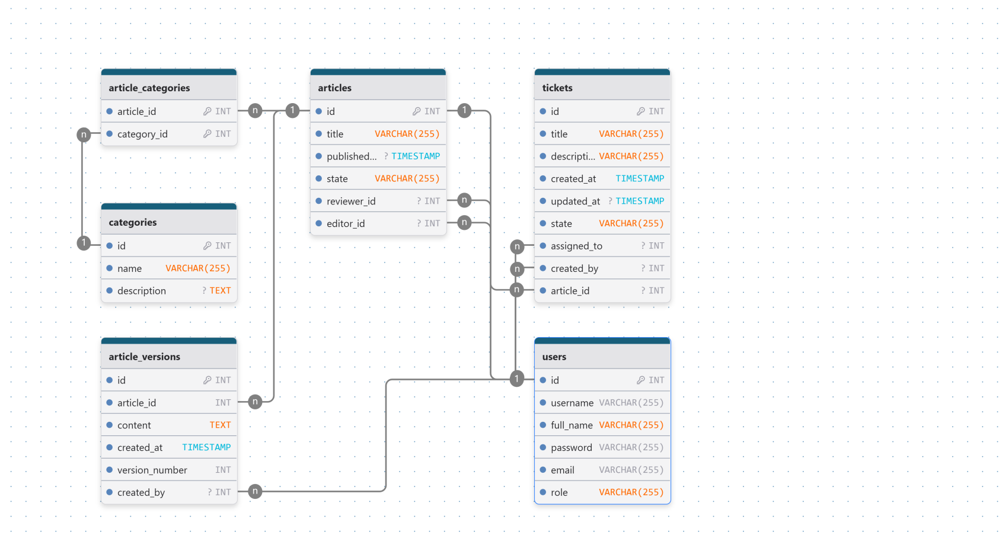 article_categories
article_id INT
category_id INT
categories
id INT
name VARCHAR(255)
description ? TEXT
article_versions
id INT
article_id INT
content TEXT
created_at TIMESTAMP
version_number INT
created_by ? INT
articles
id INT
title VARCHAR(255)
published... ? TIMESTAMP
state VARCHAR(255)
reviewer_id ? INT
editor_id ? INT
tickets
id INT
title VARCHAR(255)
descripti... VARCHAR(255)
created_at TIMESTAMP
updated_at ? TIMESTAMP
state VARCHAR(255)
assigned_to ? INT
created_by ? INT
article_id ? INT
users
id INT
username VARCHAR(255)
full_name VARCHAR(255)
password VARCHAR(255)
email VARCHAR(255)
role VARCHAR(255)
n
1
n
1
n
n
1
n
n
n
n
n
1